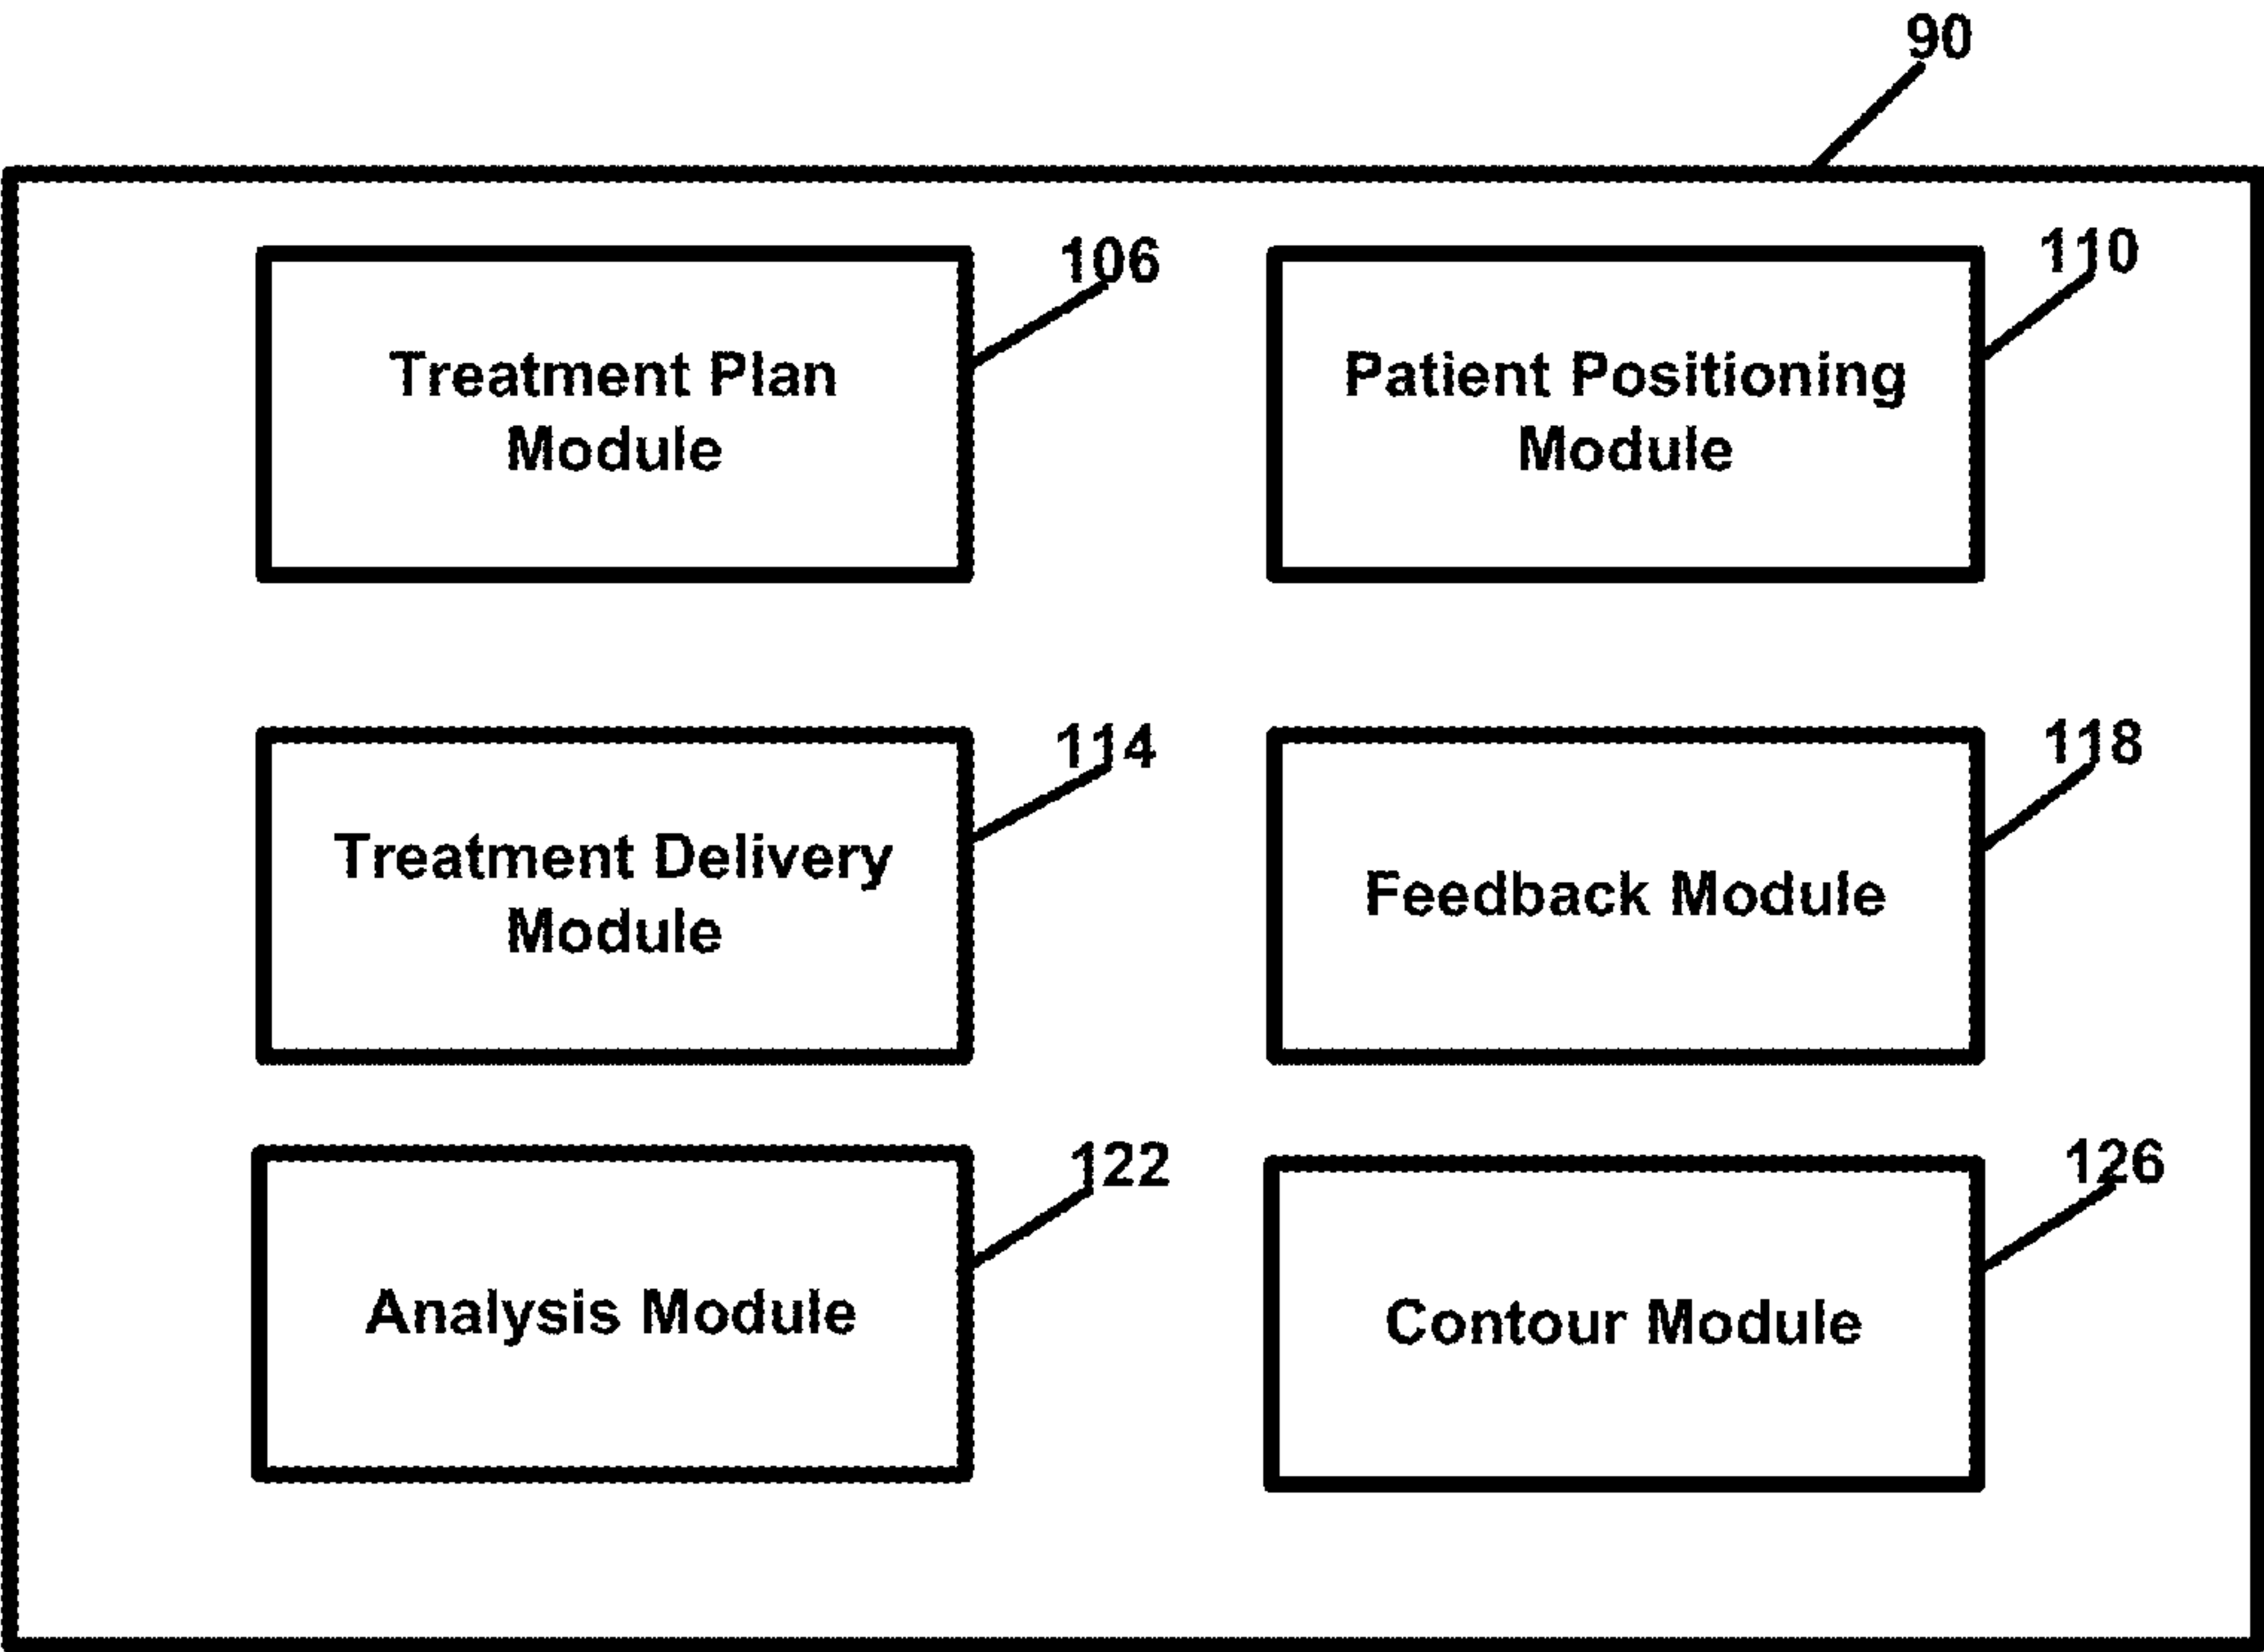 90
106
110
Treatment Plan
Module
Patient Positioning
Module
114
118
Treatment Delivery
Module
Feedback Module
122
126
Analysis Module
Contour Module